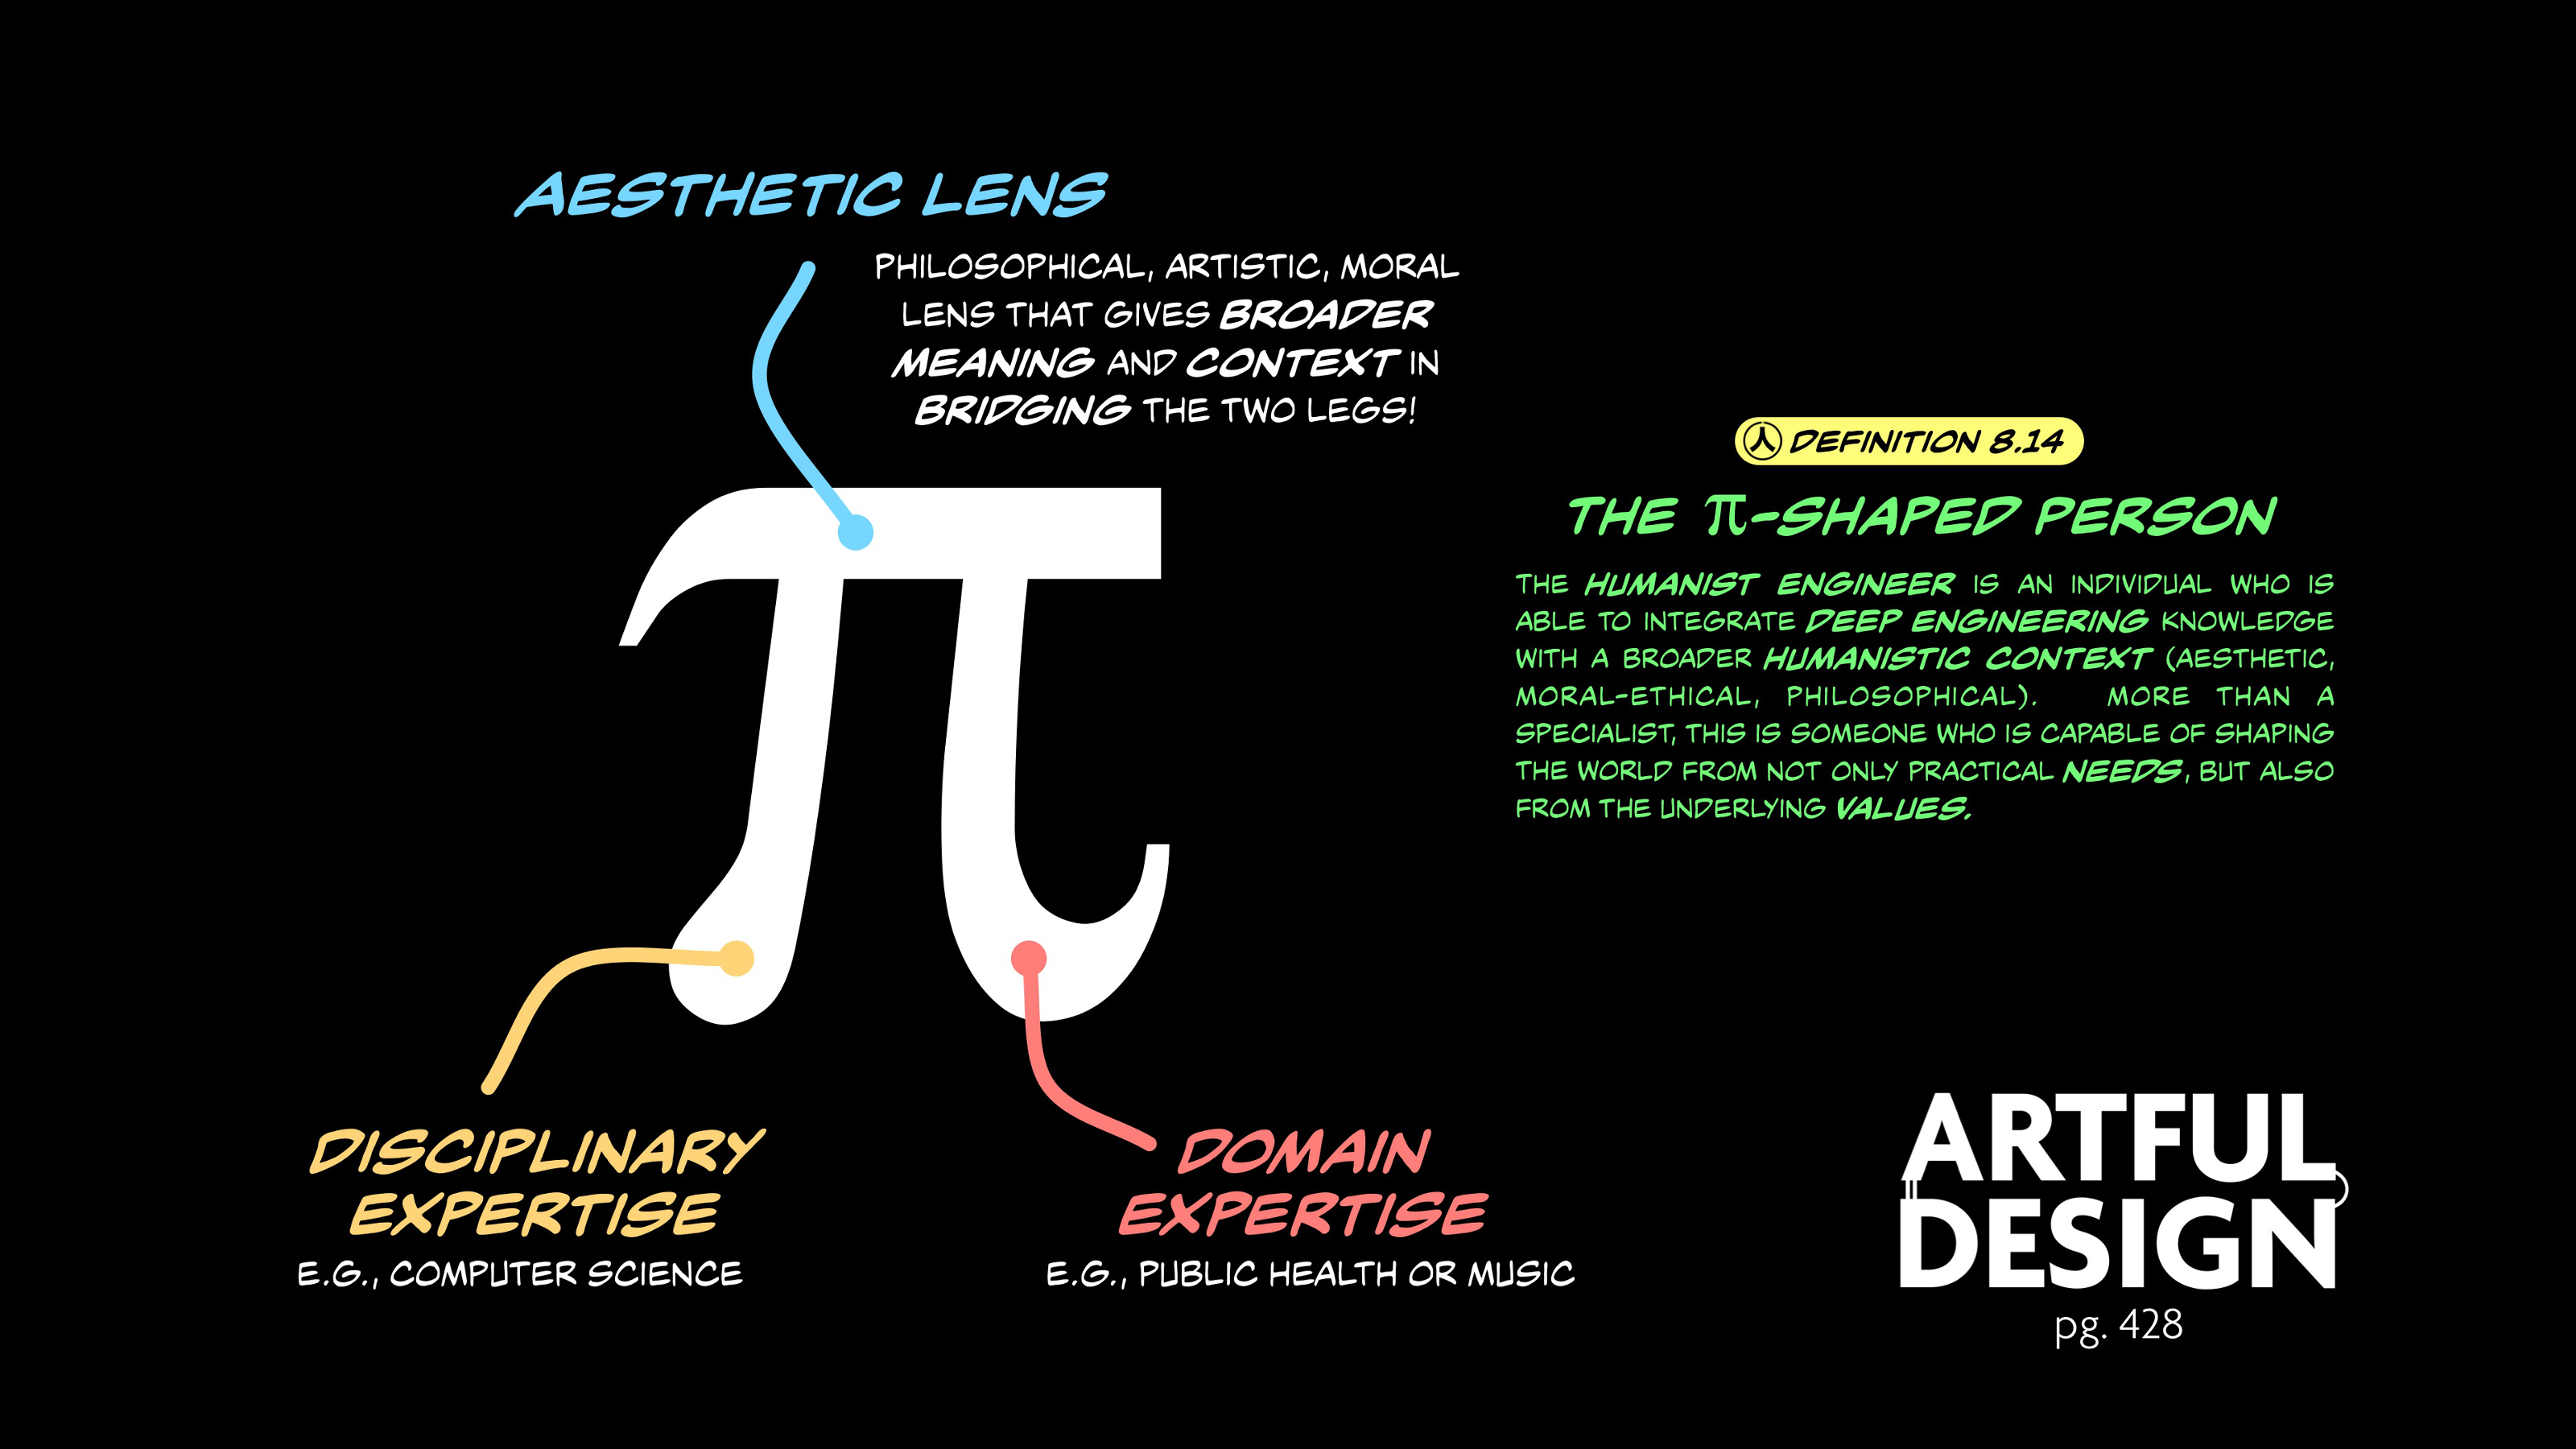 AESTHETIC LENS
PHILOSOPHICAL, ARTISTIC, MORAL
LENS THAT GIVES BROADER
MEANING AND CONTEXT IN
BRIDGING THE TWO LEGS!
π
DISCIPLINARY
EXPERTISE
E.G., COMPUTER SCIENCE
DOMAIN
EXPERTISE
E.G., PUBLIC HEALTH OR MUSIC
DEFINITION 8.14
THE π-SHAPED PERSON
THE HUMANIST ENGINEER IS AN INDIVIDUAL WHO IS
ABLE TO INTEGRATE DEEP ENGINEERING KNOWLEDGE
WITH A BROADER HUMANISTIC CONTEXT (AESTHETIC,
MORAL-ETHICAL, PHILOSOPHICAL). MORE THAN A
SPECIALIST, THIS IS SOMEONE WHO IS CAPABLE OF SHAPING
THE WORLD FROM NOT ONLY PRACTICAL NEEDS, BUT ALSO
FROM THE UNDERLYING VALUES.
ARTFUL
DESIGN
pg. 428